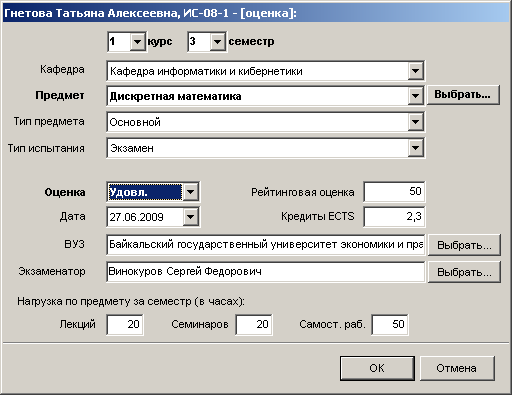 Гнетова Татьяна Алексеевна, ИС-08-1 - [оценка]:
1 курс 3 семестр
Кафедра Кафедра информатики и кибернетики
Предмет Дискретная математика Выбрать...
Тип предмета Основной
Тип испытания Экзамен
Оценка Удовл. Рейтинговая оценка 50
Дата 27.06.2009 Кредиты ECTS 2,3
ВУЗ Байкальский государственный университет экономики и пра Выбрать...
Экзаменатор Винокуров Сергей Федорович Выбрать...
Нагрузка по предмету за семестр (в часах):
Лекций 20 Семинаров 20 Самост. раб. 50
ОК Отмена